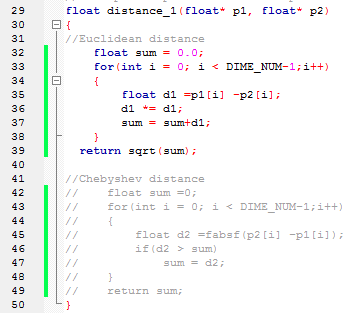 29 float distance_1(float* p1, float* p2)
30 {
31 //Euclidean distance
32     float sum = 0.0;
33     for(int i = 0; i < DIME_NUM-1;i++)
34     {
35         float d1 =p1[i] -p2[i];
36         d1 *= d1;
37         sum = sum+d1;
38     }
39   return sqrt(sum);
40
41 //Chebyshev distance
42 //    float sum =0;
43 //    for(int i = 0; i < DIME_NUM-1;i++)
44 //    {
45 //        float d2 =fabsf(p2[i] -p1[i]);
46 //        if(d2 > sum)
47 //            sum = d2;
48 //    }
49 //    return sum;
50 }